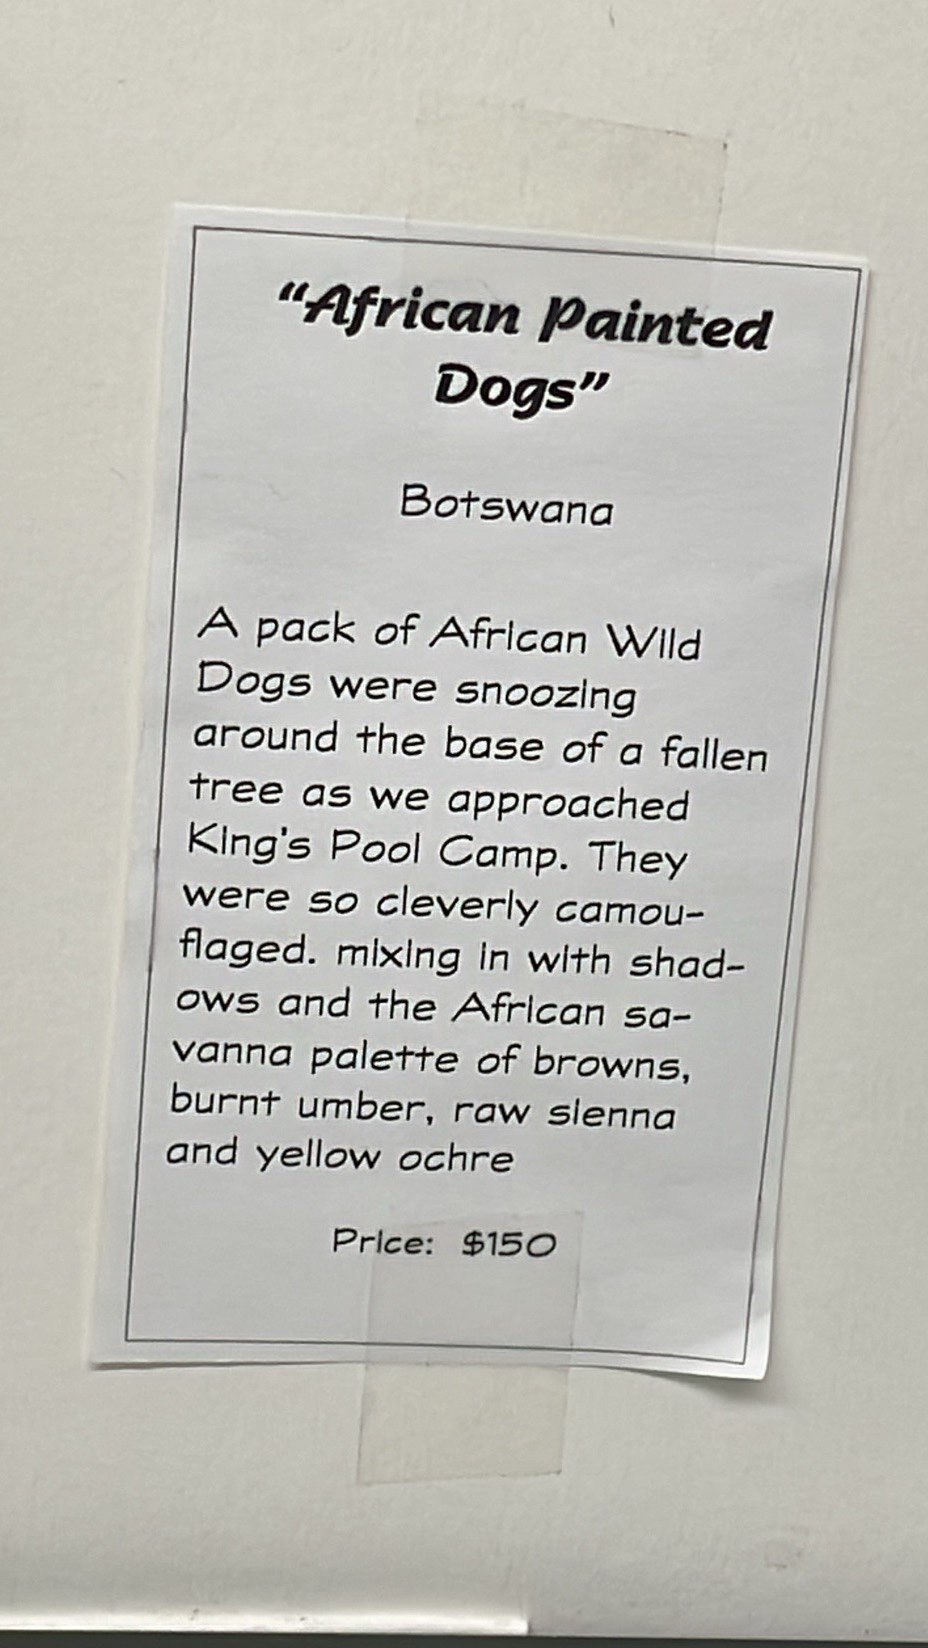 “African Painted
Dogs”
Botswana
A pack of African Wild
Dogs were snoozing
around the base of a fallen
tree as we approached
King's Pool Camp. They
were so cleverly camou-
flaged. mixing in with shad-
ows and the African sa-
vanna palette of browns,
burnt umber, raw sienna
and yellow ochre
Price: $150